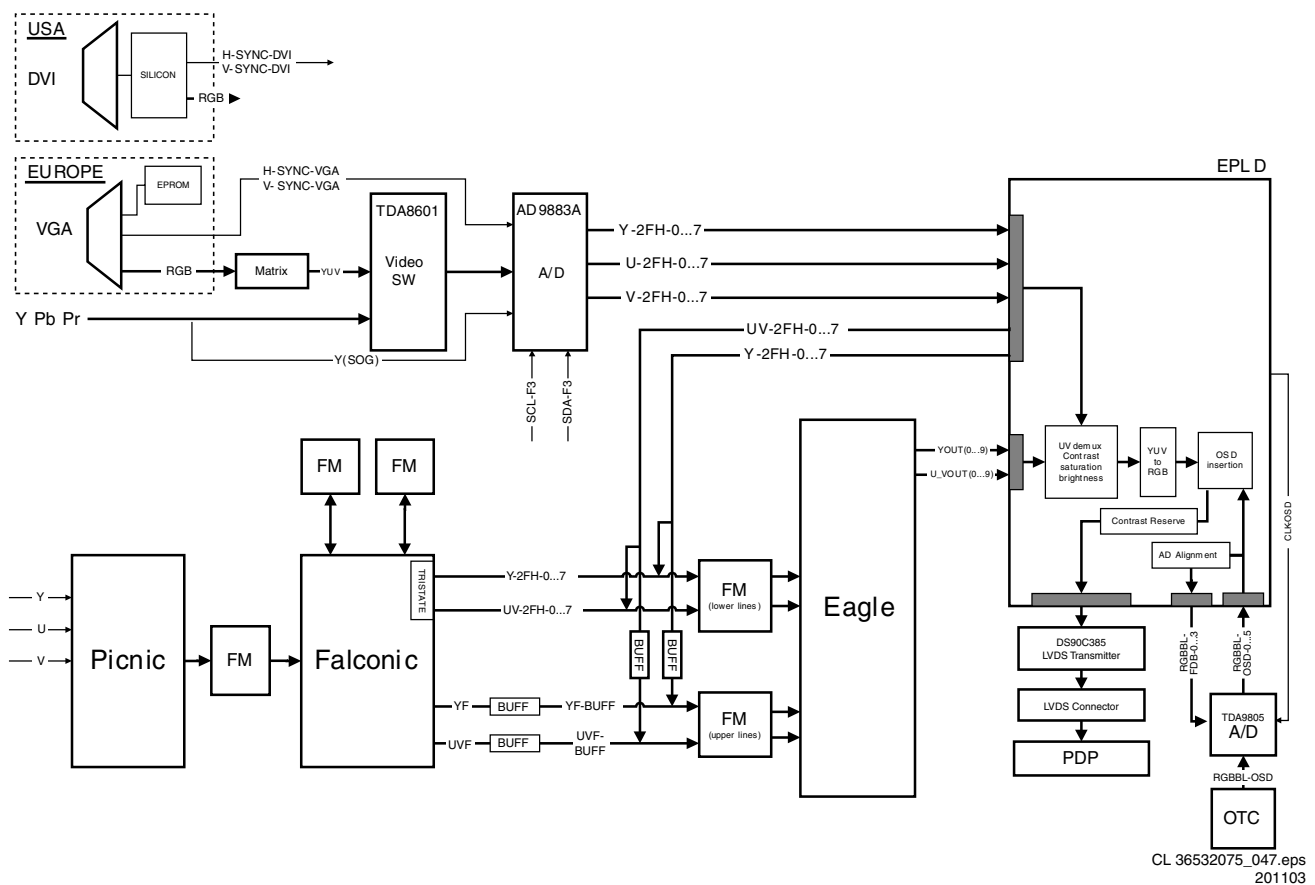 USA
DVI
SILICON
H-SYNC-DVI
V-SYNC-DVI
RGB
EUROPE
EPROM
VGA
H-SYNC-VGA
V- SYNC-VGA
RGB
Matrix
YUV
TDA8601
Video
SW
AD9883A
A/D
Y Pb Pr
Y(SOG)
SCL-F3
SDA-F3
Y-2FH-0...7
U-2FH-0...7
V-2FH-0...7
UV-2FH-0...7
Y-2FH-0...7
EPLD
YOUT(0...9)
U_VOUT(0...9)
UV demux
Contrast
saturation
brightness
YUV
to
RGB
OSD
insertion
Contrast Reserve
AD Alignment
CLKOSD
FM
FM
TRISTATE
Y
U
V
Picnic
FM
Falconic
Y-2FH-0...7
UV-2FH-0...7
FM
(lower lines)
BUFF
BUFF
YF
BUFF
YF-BUFF
UVF
BUFF
UVF-
BUFF
FM
(upper lines)
Eagle
DS90C385
LVDS Transmitter
LVDS Connector
PDP
RGBBL-
FDB-0...3
RGBBL-
OSD-0...5
TDA9805
A/D
RGBBL-OSD
OTC
CL 36532075_047.eps
201103